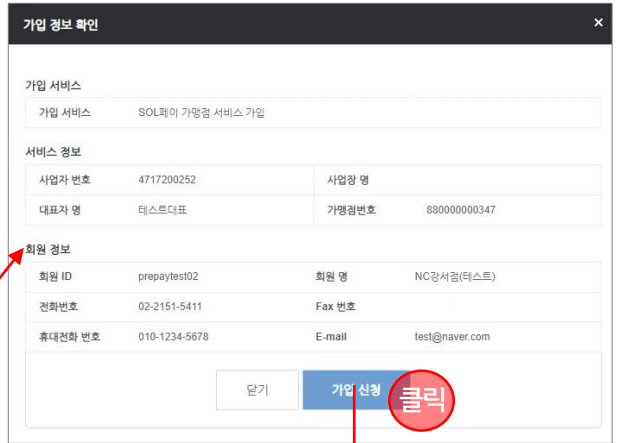 가입 정보 확인 ×
가입 서비스
가입 서비스 SOL페이 가맹점 서비스 가입
서비스 정보
사업자 번호 4717200252 사업장 명
대표자 명 테스트대표 가맹점번호 880000000347
회원 정보
회원 ID prepaytest02 회원 명 NC강서점(테스트)
전화번호 02-2151-5411 Fax 번호
휴대전화 번호 010-1234-5678 E-mail test@naver.com
닫기 가입 신청 클릭